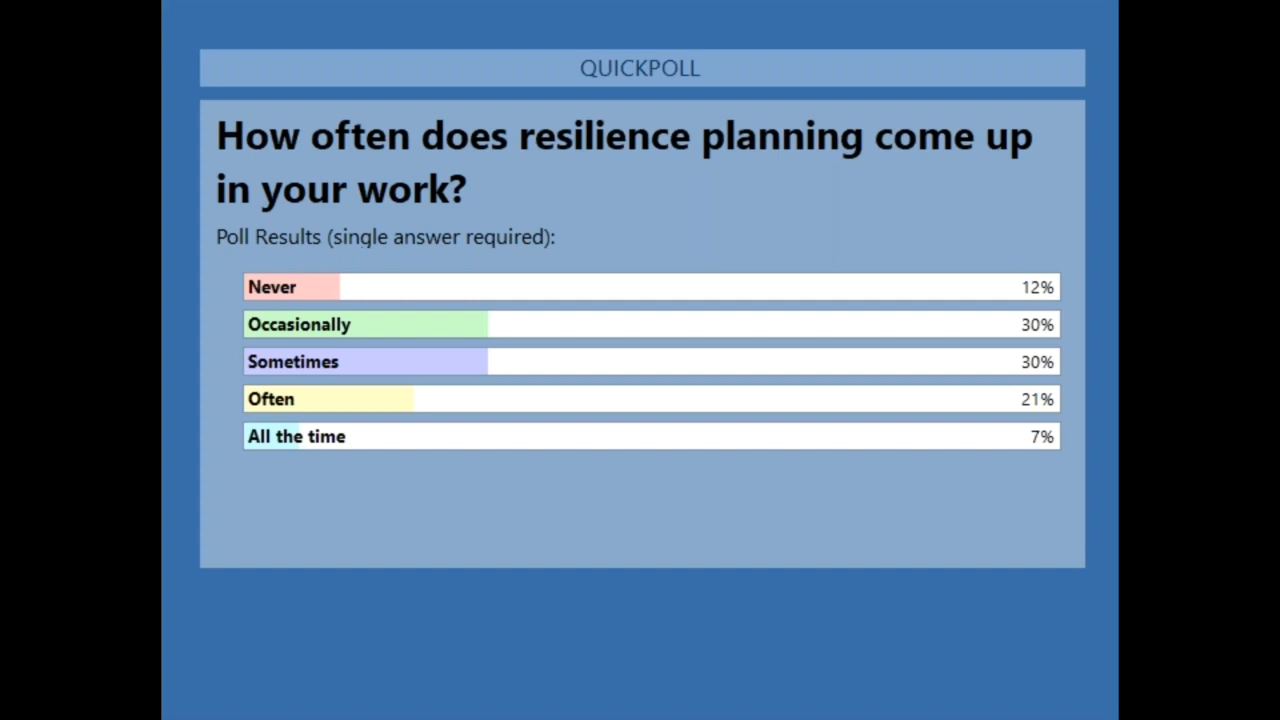 QUICKPOLL
How often does resilience planning come up
in your work?
Poll Results (single answer required):
Never 12%
Occasionally 30%
Sometimes 30%
Often 21%
All the time 7%